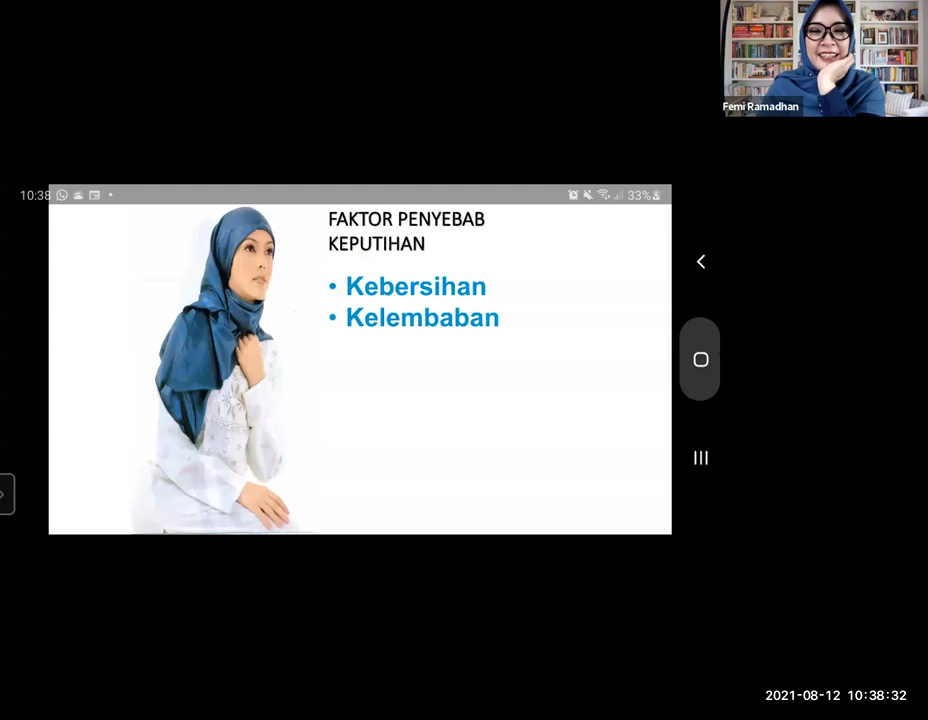 Femi Ramadhan
10:38
33%
FAKTOR PENYEBAB
KEPUTIHAN
• Kebersihan
• Kelembaban
2021-08-12 10:38:32